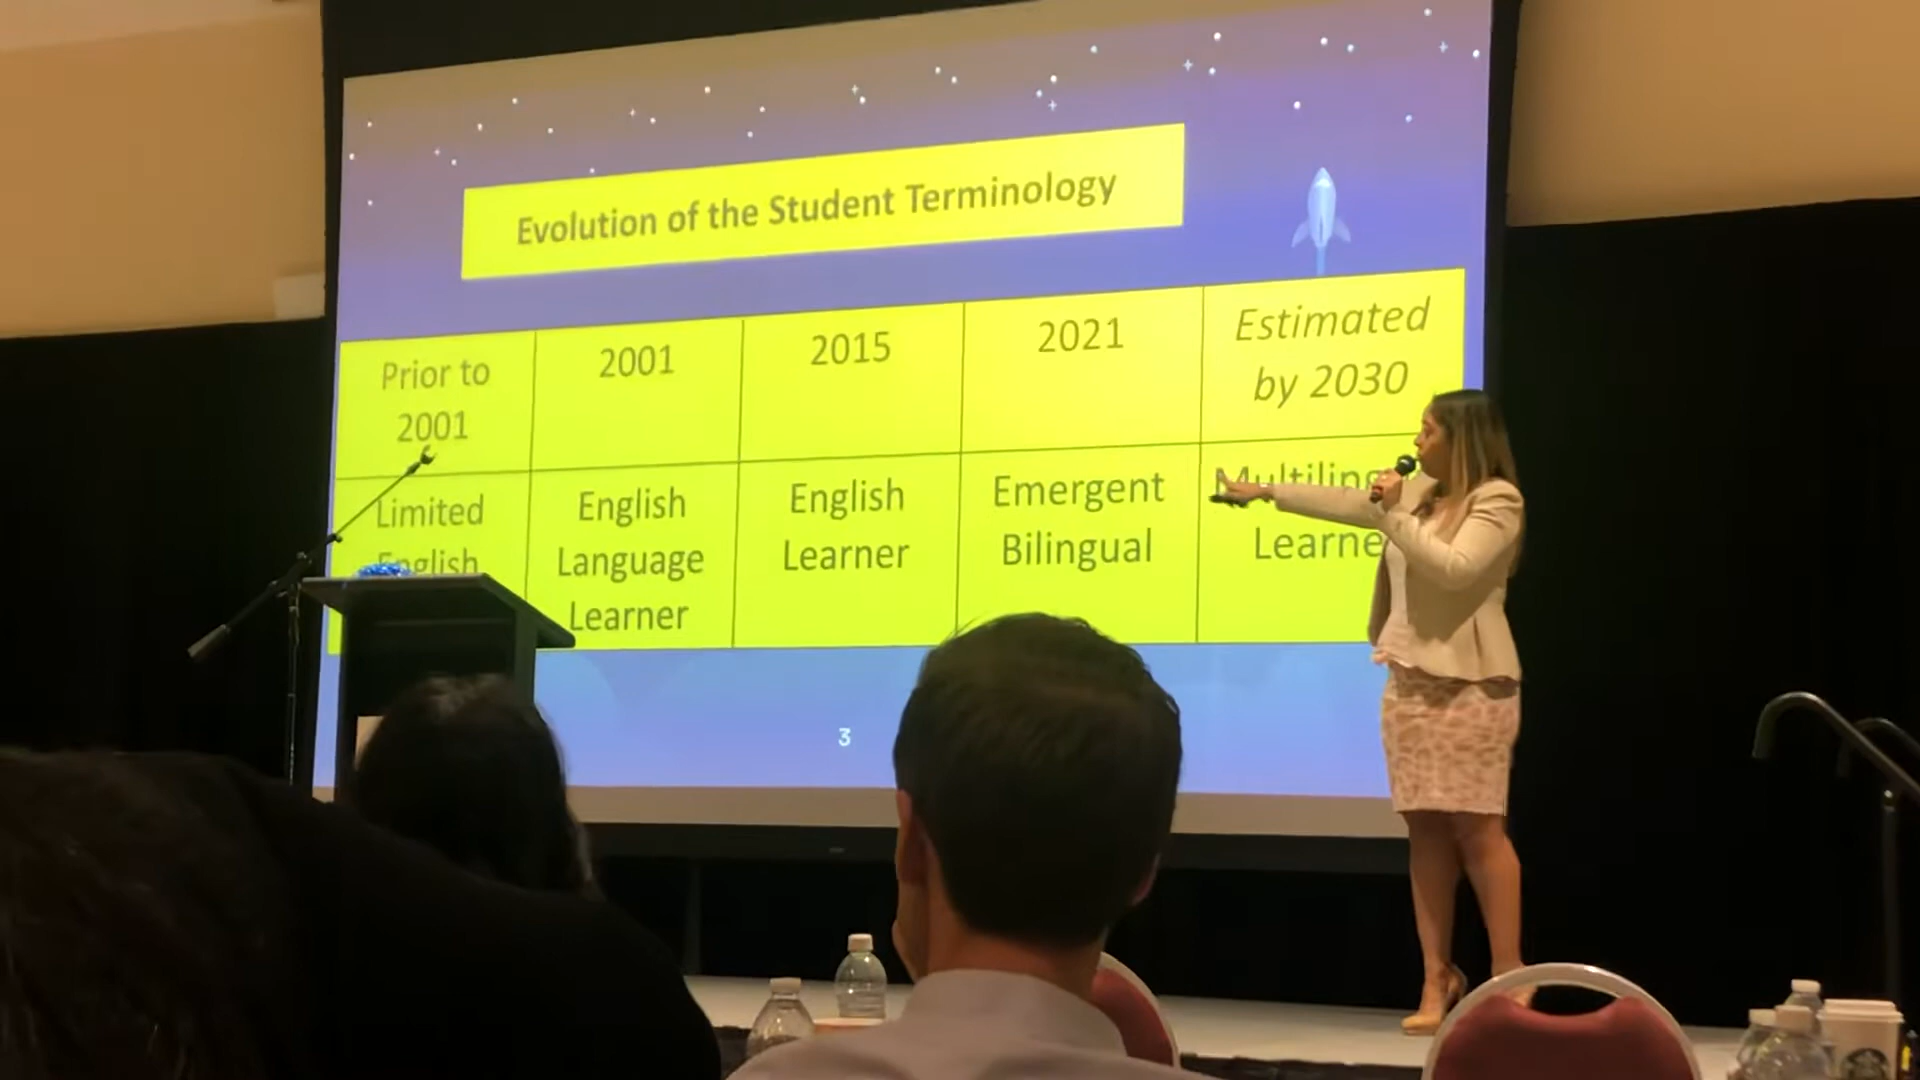 Evolution of the Student Terminology
Prior to
2001
2001
2015
2021
Estimated
by 2030
Limited
English
English
Language
Learner
English
Learner
Emergent
Bilingual
3